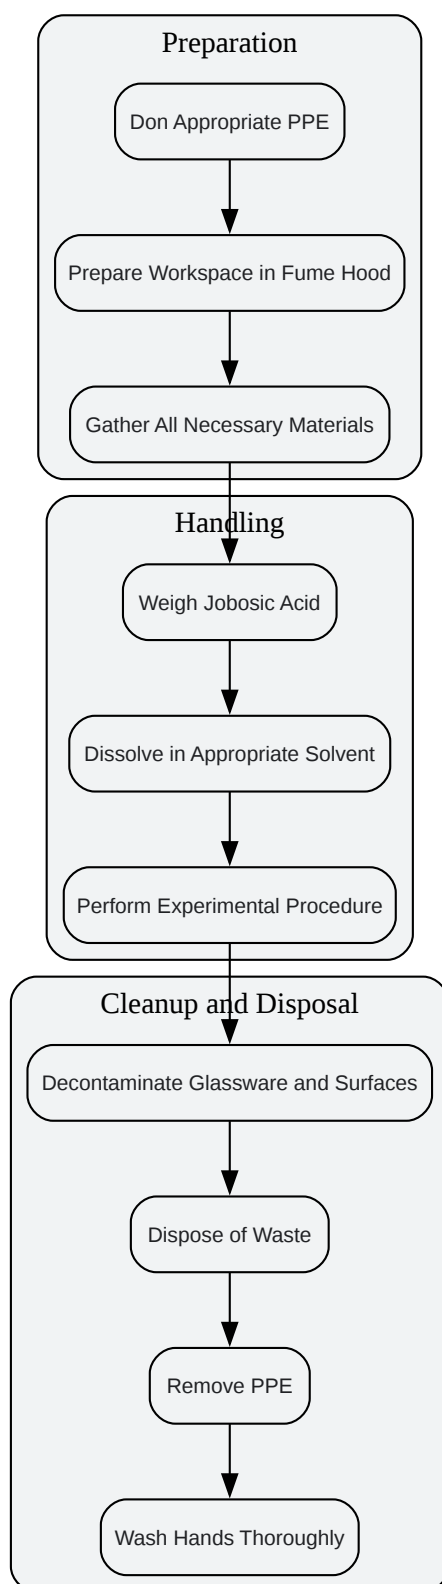 Preparation
Don Appropriate PPE
Prepare Workspace in Fume Hood
Gather All Necessary Materials
Handling
Weigh Jobosic Acid
Dissolve in Appropriate Solvent
Perform Experimental Procedure
Cleanup and Disposal
Decontaminate Glassware and Surfaces
Dispose of Waste
Remove PPE
Wash Hands Thoroughly